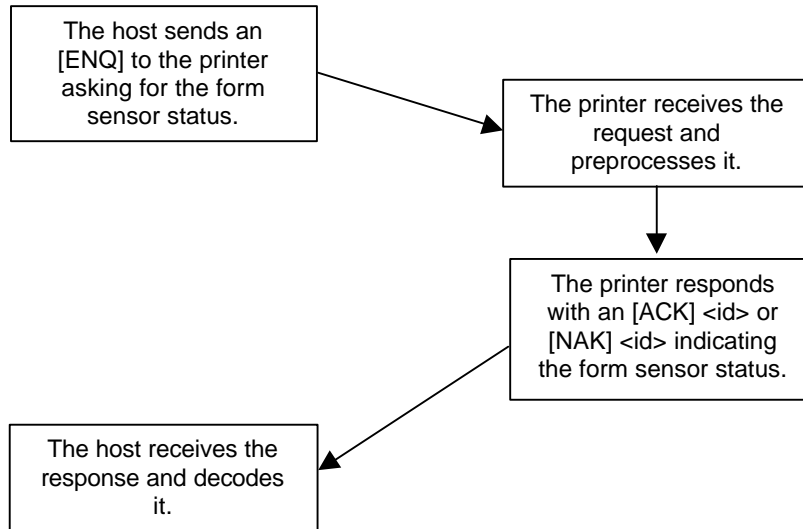 The host sends an
[ENQ] to the printer
asking for the form
sensor status.
The printer receives the
request and
preprocesses it.
The printer responds
with an [ACK] <id> or
[NAK] <id> indicating
the form sensor status.
The host receives the
response and decodes
it.